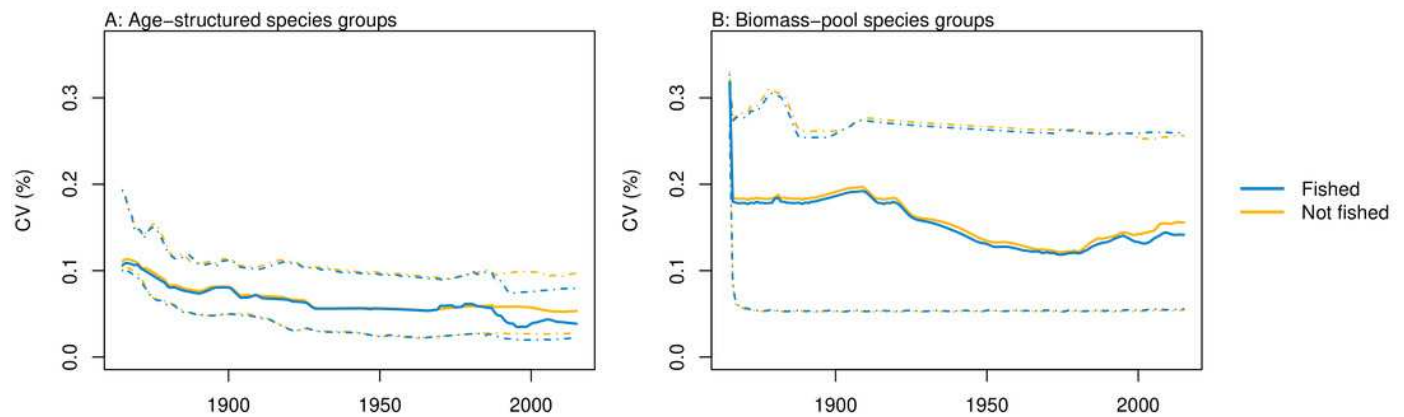 A: Age−structured species groups
CV (%)
0.0
0.1
0.2
0.3
1900
1950
2000
B: Biomass−pool species groups
CV (%)
0.0
0.1
0.2
0.3
1900
1950
2000
Fished
Not fished